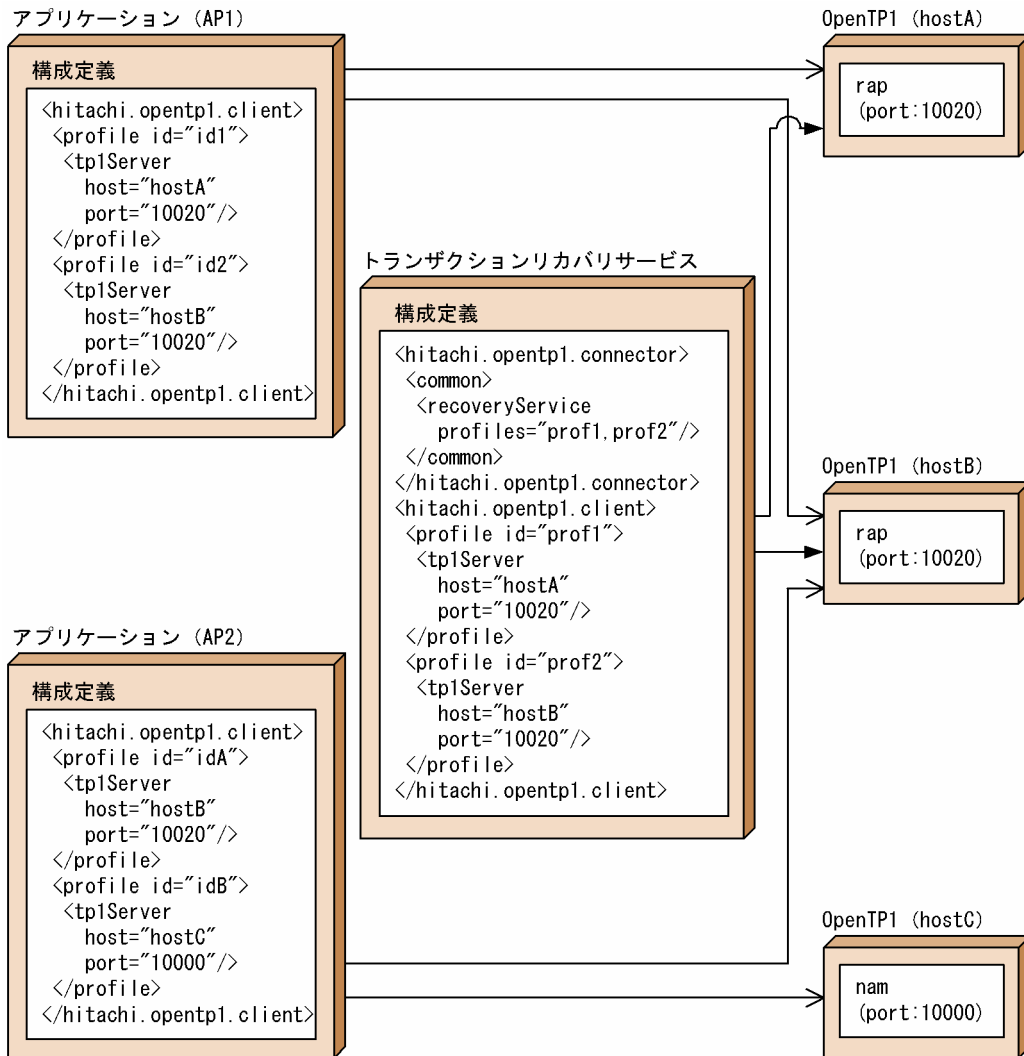 アプリケーション（AP1）
構成定義
<hitachi.opentp1.client>
<profile id="id1">
<tp1Server
host="hostA"
port="10020"/>
</profile>
<profile id="id2">
<tp1Server
host="hostB"
port="10020"/>
</profile>
</hitachi.opentp1.client>
OpenTP1（hostA）
rap
(port:10020)
トランザクションリカバリサービス
構成定義
<hitachi.opentp1.connector>
<common>
<recoveryService
profiles="prof1,prof2"/>
</common>
</hitachi.opentp1.connector>
<hitachi.opentp1.client>
<profile id="prof1">
<tp1Server
host="hostA"
port="10020"/>
</profile>
<profile id="prof2">
<tp1Server
host="hostB"
port="10020"/>
</profile>
</hitachi.opentp1.client>
OpenTP1（hostB）
rap
(port:10020)
アプリケーション（AP2）
構成定義
<hitachi.opentp1.client>
<profile id="idA">
<tp1Server
host="hostB"
port="10020"/>
</profile>
<profile id="idB">
<tp1Server
host="hostC"
port="10000"/>
</profile>
</hitachi.opentp1.client>
OpenTP1（hostC）
nam
(port:10000)